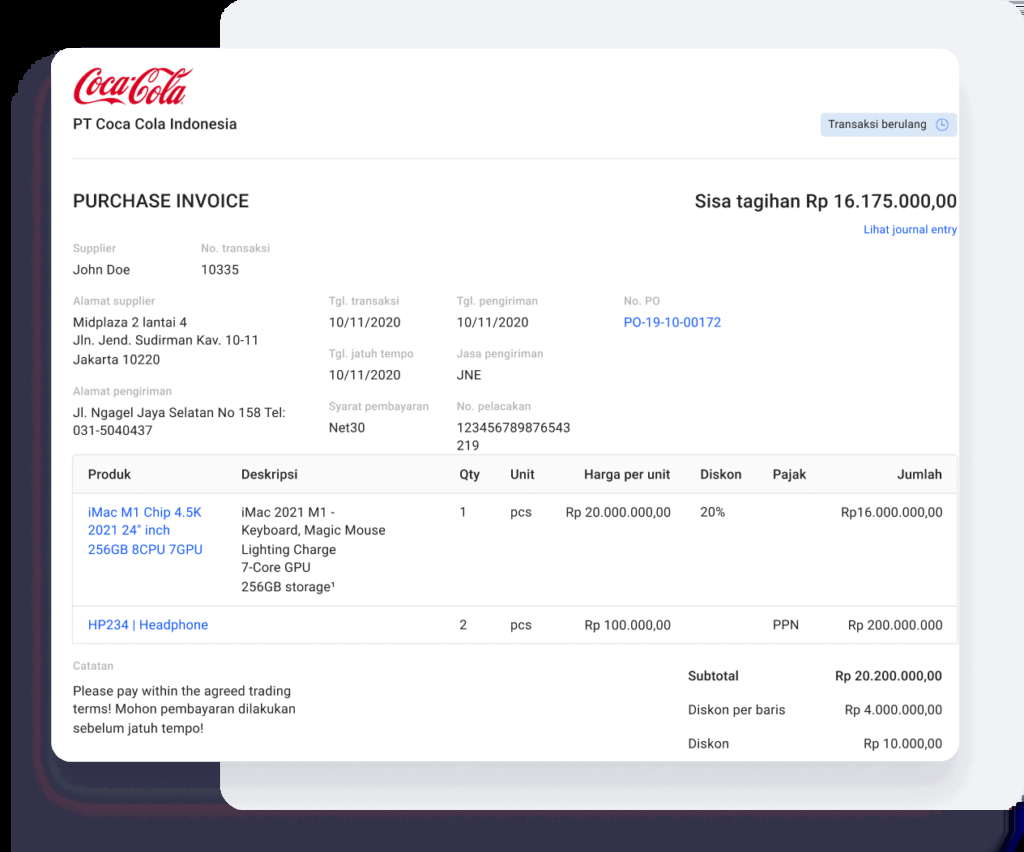 Coca-Cola
PT Coca Cola Indonesia
Transaksi berulang
PURCHASE INVOICE
Sisa tagihan Rp 16.175.000,00
Lihat journal entry
Supplier
No. transaksi
John Doe
10335
Alamat supplier
Tgl. transaksi
Tgl. pengiriman
No. PO
Midplaza 2 lantai 4
10/11/2020
10/11/2020
PO-19-10-00172
Jln. Jend. Sudirman Kav. 10-11
Jakarta 10220
Tgl. jatuh tempo
Jasa pengiriman
10/11/2020
JNE
Alamat pengiriman
Jl. Ngagel Jaya Selatan No 158 Tel:
031-5040437
Syarat pembayaran
No. pelacakan
Net30
123456789876543
219
Produk Deskripsi Qty Unit Harga per unit Diskon Pajak Jumlah
iMac M1 Chip 4.5K iMac 2021 M1 - 1 pcs Rp 20.000.000,00 20% Rp16.000.000,00
2021 24" inch Keyboard, Magic Mouse
256GB 8CPU 7GPU Lighting Charge
7-Core GPU
256GB storage¹
HP234 | Headphone 2 pcs Rp 100.000,00 PPN Rp 200.000.000
Catatan
Please pay within the agreed trading
terms! Mohon pembayaran dilakukan
sebelum jatuh tempo!
Subtotal Rp 20.200.000,00
Diskon per baris Rp 4.000.000,00
Diskon Rp 10.000,00